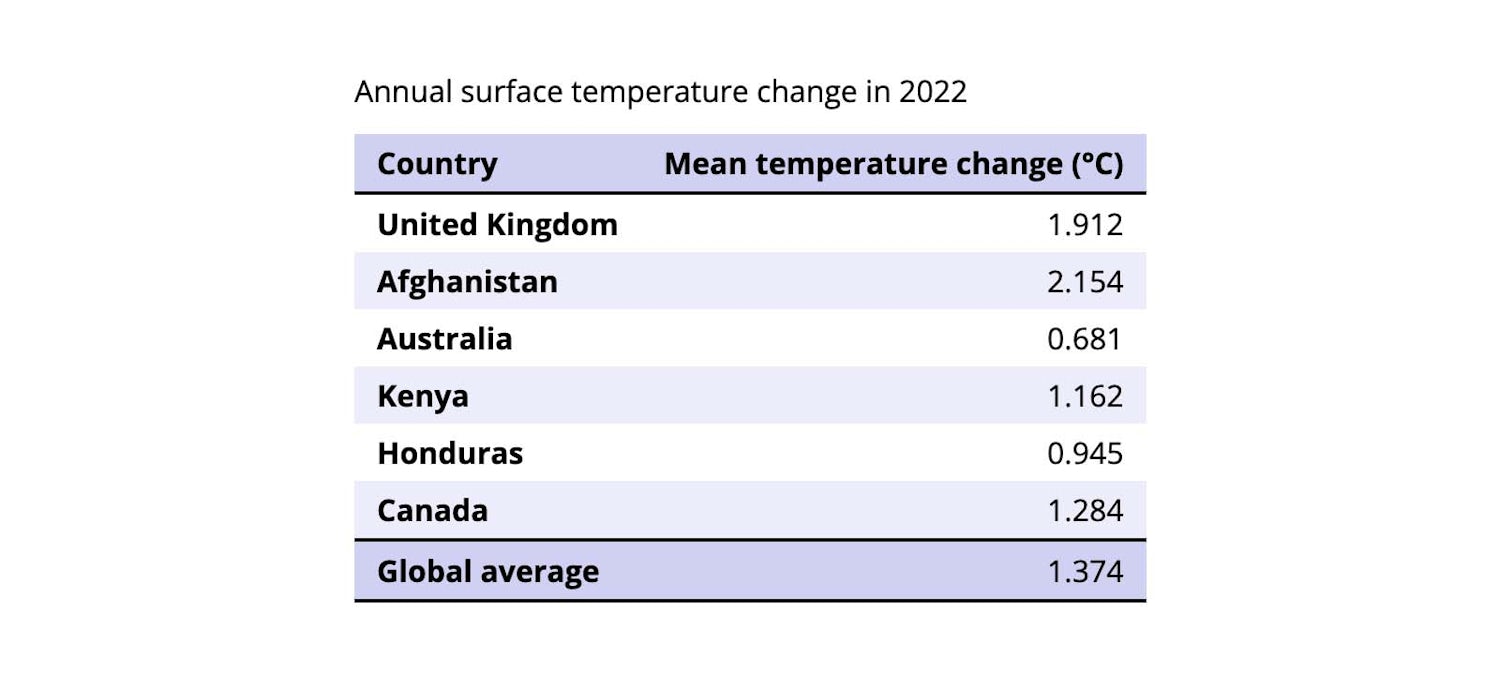 Annual surface temperature change in 2022
Country Mean temperature change (°C)
United Kingdom 1.912
Afghanistan 2.154
Australia 0.681
Kenya 1.162
Honduras 0.945
Canada 1.284
Global average 1.374